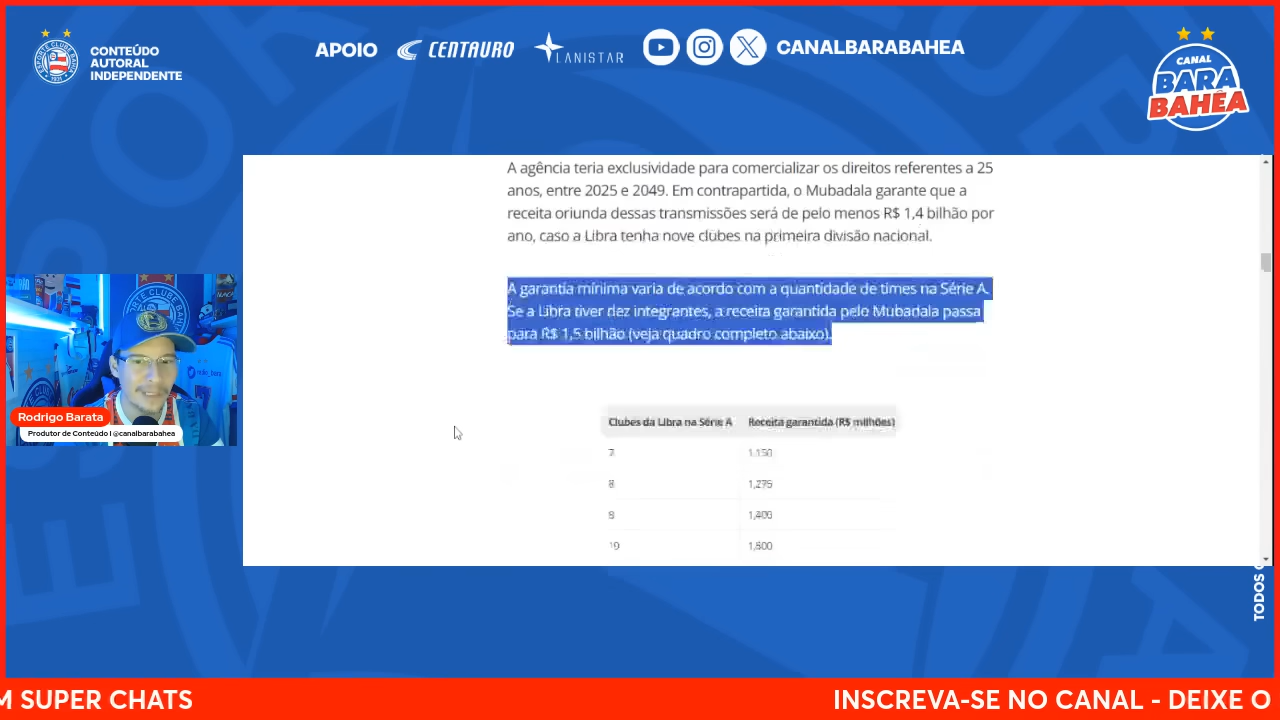 CONTEÚDO
AUTORAL
INDEPENDENTE
APOIO
CENTAURO
LANISTAR
CANALBARABAHEA
CANAL
BARA
BAHÊA
A agência teria exclusividade para comercializar os direitos referentes a 25
anos, entre 2025 e 2049. Em contrapartida, o Mubadala garante que a
receita oriunda dessas transmissões será de pelo menos R$ 1,4 bilhão por
ano, caso a Libra tenha nove clubes na primeira divisão nacional.
A garantia mínima varia de acordo com a quantidade de times na Série A.
Se a Libra tiver dez integrantes, a receita garantida pelo Mubadala passa
para R$ 1,5 bilhão (veja quadro completo abaixo).
Clubes da Libra na Série A Receita garantida (R$ milhões)
7
8 1,275
Rodrigo Barata
Produtor de Conteúdo | @canalbarabahea
TODOS
M SUPER CHATS
INSCREVA-SE NO CANAL - DEIXE O